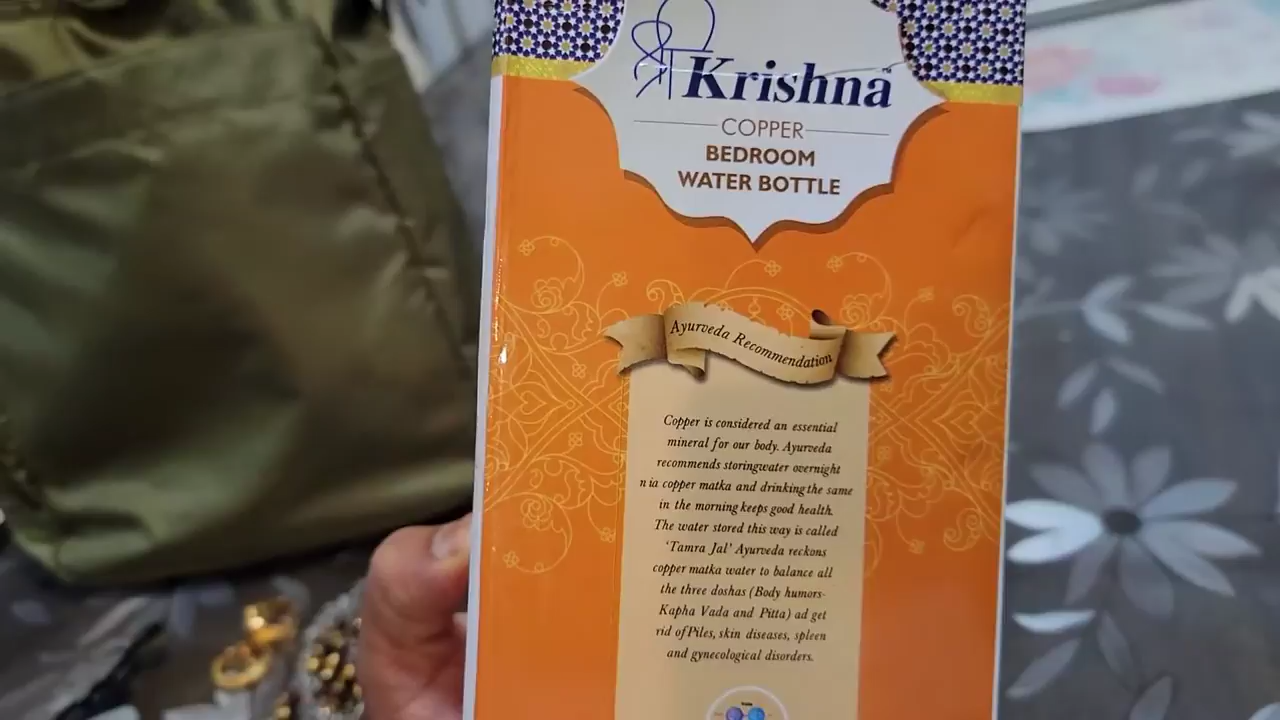 श्री Krishna™
COPPER
BEDROOM
WATER BOTTLE
Ayurveda Recommendation
Copper is considered an essential
mineral for our body. Ayurveda
recommends storingwater overnight
n ia copper matka and drinking the same
in the morning keeps good health.
The water stored this way is called
'Tamra Jal' Ayurveda reckons
copper matka water to balance all
the three doshas (Body humors-
Kapha Vada and Pitta) ad get
rid of Piles, skin diseases, spleen
and gynecological disorders.